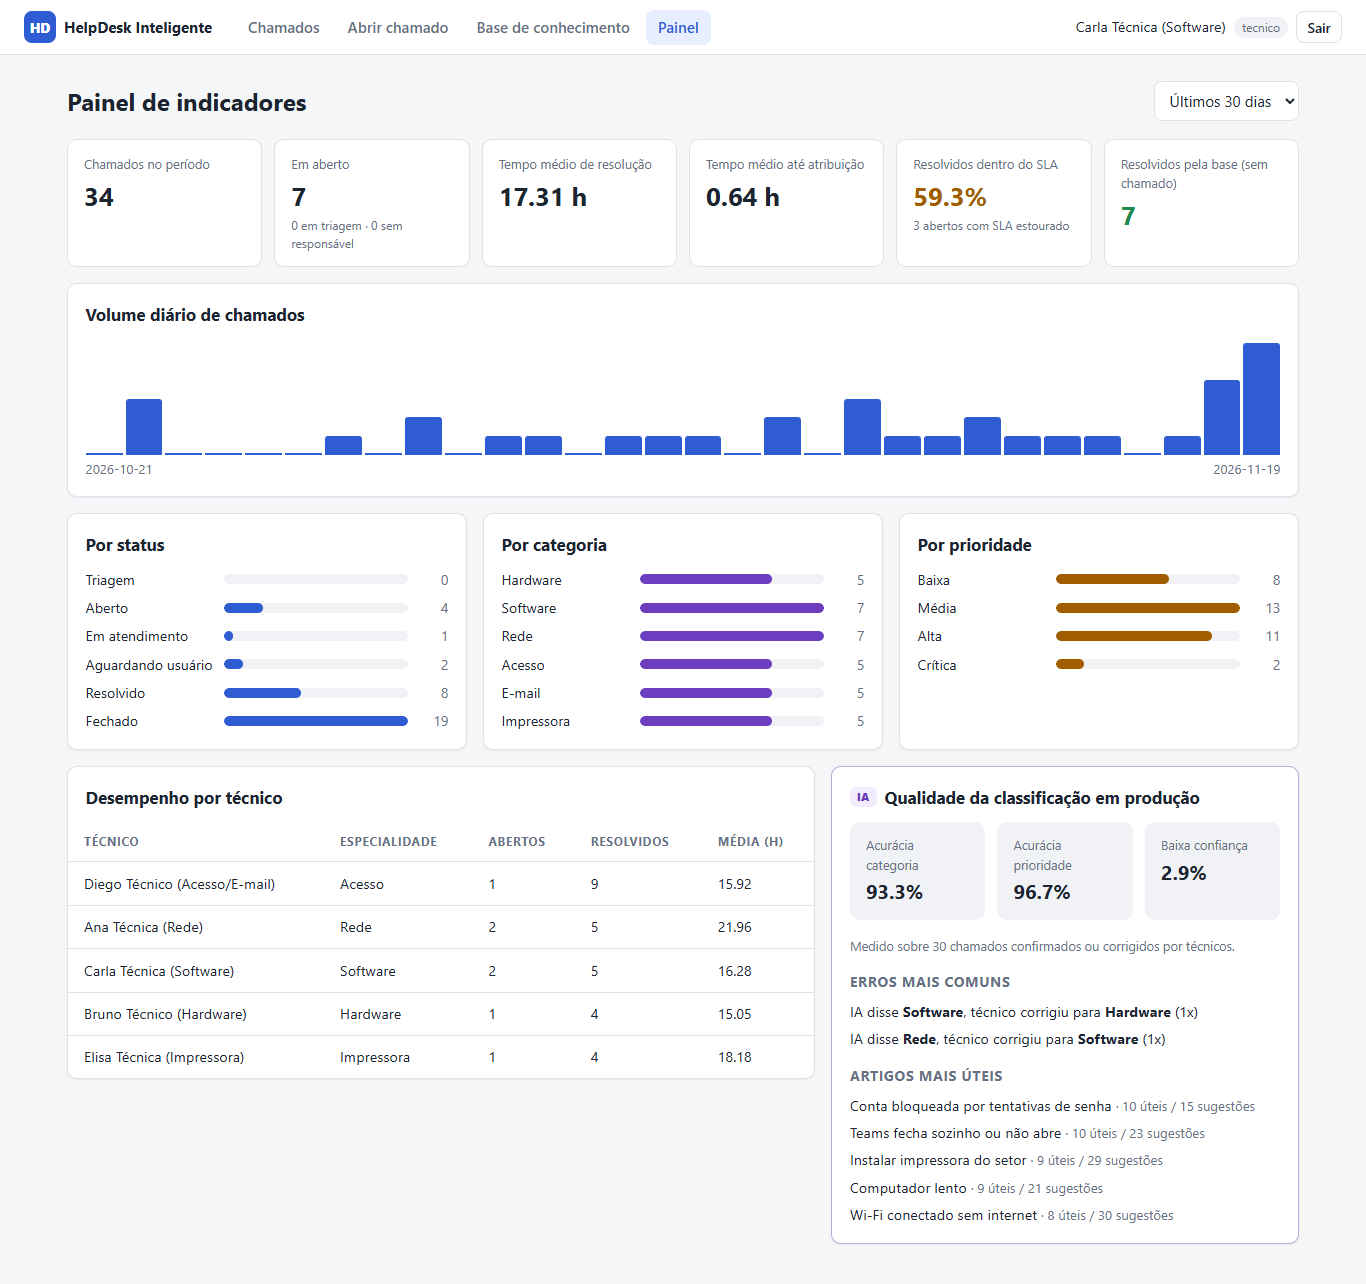 HD HelpDesk Inteligente Chamados Abrir chamado Base de conhecimento Painel Carla Técnica (Software) tecnico Sair
Painel de indicadores
Últimos 30 dias
Chamados no período
34
Em aberto
7
0 em triagem · 0 sem
responsável
Tempo médio de resolução
17.31 h
Tempo médio até atribuição
0.64 h
Resolvidos dentro do SLA
59.3%
3 abertos com SLA estourado
Resolvidos pela base (sem
chamado)
7
Volume diário de chamados
2026-10-21 2026-11-19
Por status
Triagem 0
Aberto 4
Em atendimento 1
Aguardando usuário 2
Resolvido 8
Fechado 19
Por categoria
Hardware 5
Software 7
Rede 7
Acesso 5
E-mail 5
Impressora 5
Por prioridade
Baixa 8
Média 13
Alta 11
Crítica 2
Desempenho por técnico
TÉCNICO ESPECIALIDADE ABERTOS RESOLVIDOS MÉDIA (H)
Diego Técnico (Acesso/E-mail) Acesso 1 9 15.92
Ana Técnica (Rede) Rede 2 5 21.96
Carla Técnica (Software) Software 2 5 16.28
Bruno Técnico (Hardware) Hardware 1 4 15.05
Elisa Técnica (Impressora) Impressora 1 4 18.18
IA Qualidade da classificação em produção
Acurácia
categoria
93.3%
Acurácia
prioridade
96.7%
Baixa confiança
2.9%
Medido sobre 30 chamados confirmados ou corrigidos por técnicos.
ERROS MAIS COMUNS
IA disse Software, técnico corrigiu para Hardware (1x)
IA disse Rede, técnico corrigiu para Software (1x)
ARTIGOS MAIS ÚTEIS
Conta bloqueada por tentativas de senha · 10 úteis / 15 sugestões
Teams fecha sozinho ou não abre · 10 úteis / 23 sugestões
Instalar impressora do setor · 9 úteis / 29 sugestões
Computador lento · 9 úteis / 21 sugestões
Wi-Fi conectado sem internet · 8 úteis / 30 sugestões